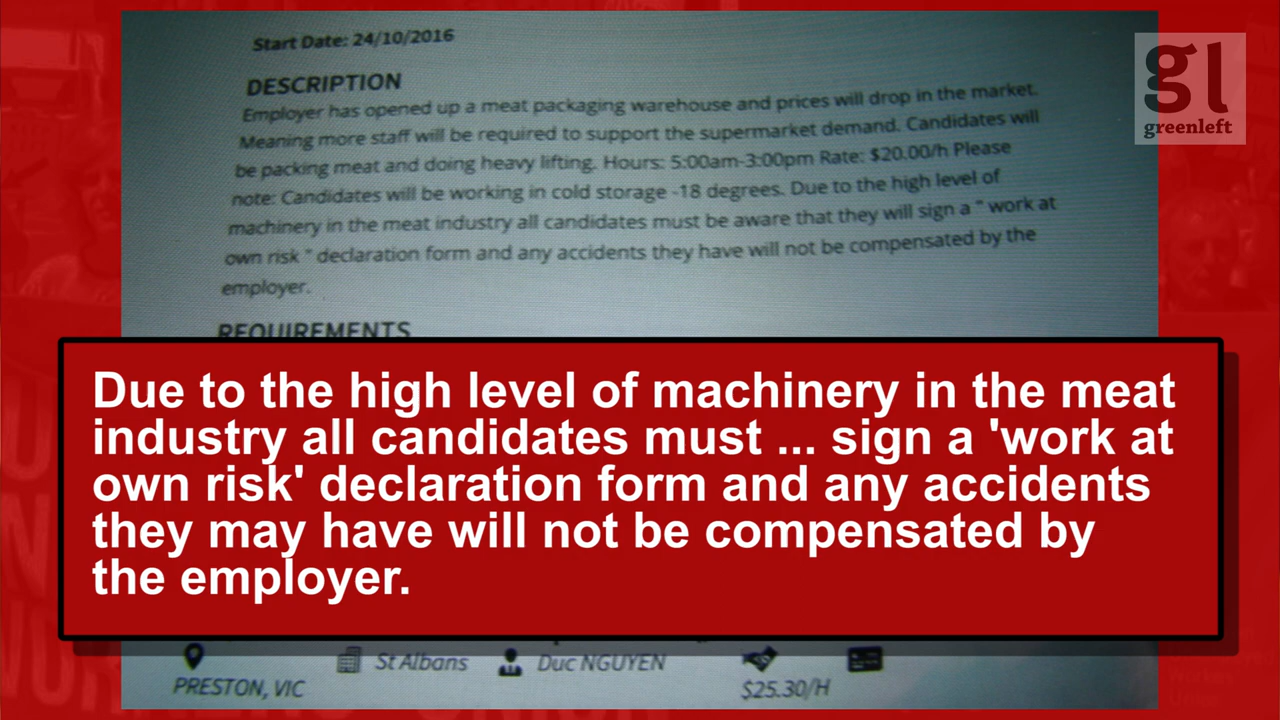 Start Date: 24/10/2016
gl
greenleft
DESCRIPTION
Employer has opened up a meat packaging warehouse and prices will drop in the market.
Meaning more staff will be required to support the supermarket demand. Candidates will
be packing meat and doing heavy lifting. Hours: 5:00am-3:00pm Rate: $20.00/h Please
note: Candidates will be working in cold storage -18 degrees. Due to the high level of
machinery in the meat industry all candidates must be aware that they will sign a " work at
own risk " declaration form and any accidents they have will not be compensated by the
employer.
REQUIREMENTS
Due to the high level of machinery in the meat
industry all candidates must ... sign a 'work at
own risk' declaration form and any accidents
they may have will not be compensated by
the employer.
St Albans
Duc NGUYEN
PRESTON, VIC
$25.30/H